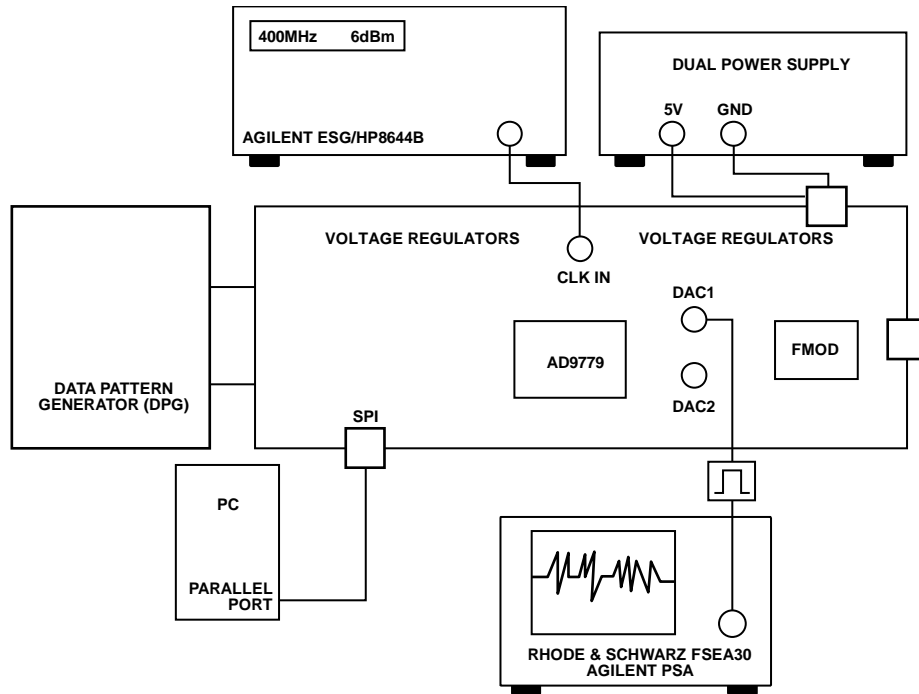 400MHz 6dBm
AGILENT ESG/HP8644B
DUAL POWER SUPPLY
5V GND
VOLTAGE REGULATORS
VOLTAGE REGULATORS
CLK IN
DAC1
AD9779
FMOD
DAC2
DATA PATTERN
GENERATOR (DPG)
SPI
PC
PARALLEL
PORT
RHODE & SCHWARZ FSEA30
AGILENT PSA